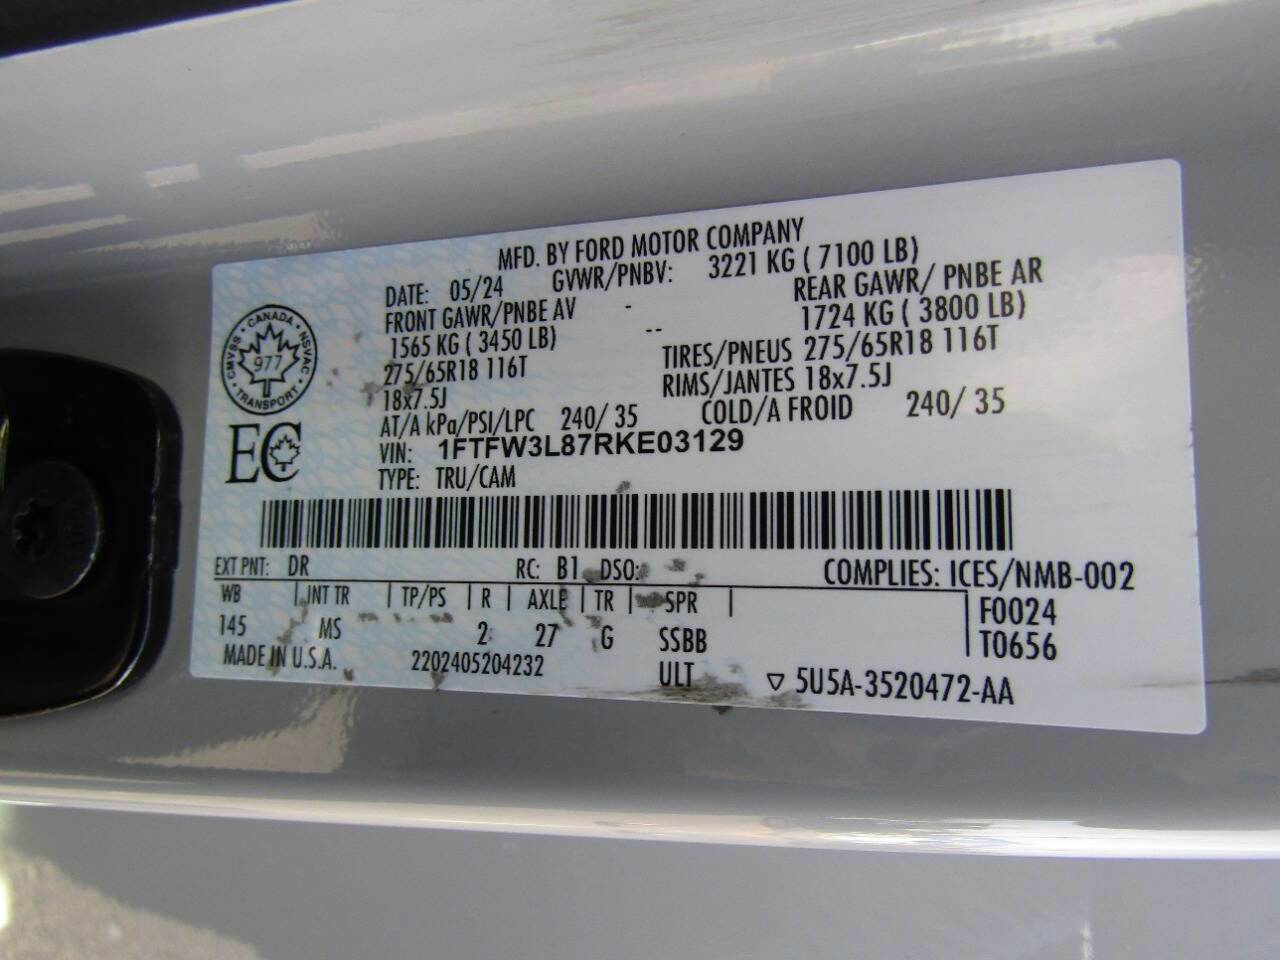 MFD. BY FORD MOTOR COMPANY
DATE: 05/24 GVWR/PNBV: 3221 KG ( 7100 LB)
FRONT GAWR/PNBE AV - REAR GAWR/ PNBE AR
1565 KG ( 3450 LB) -- 1724 KG ( 3800 LB)
275/65R18 116T TIRES/PNEUS 275/65R18 116T
18x7.5J RIMS/JANTES 18x7.5J
AT/A kPa/PSI/LPC 240/ 35 COLD/A FROID 240/ 35
VIN: 1FTFW3L87RKE03129
TYPE: TRU/CAM
CANADA • NSVAC • TRANSPORT • CMVSS •
977
EC
EXT PNT: DR RC: B1 DSO: COMPLIES: ICES/NMB-002
WB INT TR TP/PS R AXLE TR SPR F0024
145 MS 2 27 G SSBB T0656
MADE IN U.S.A. 2202405204232 ULT ▽ 5U5A-3520472-AA